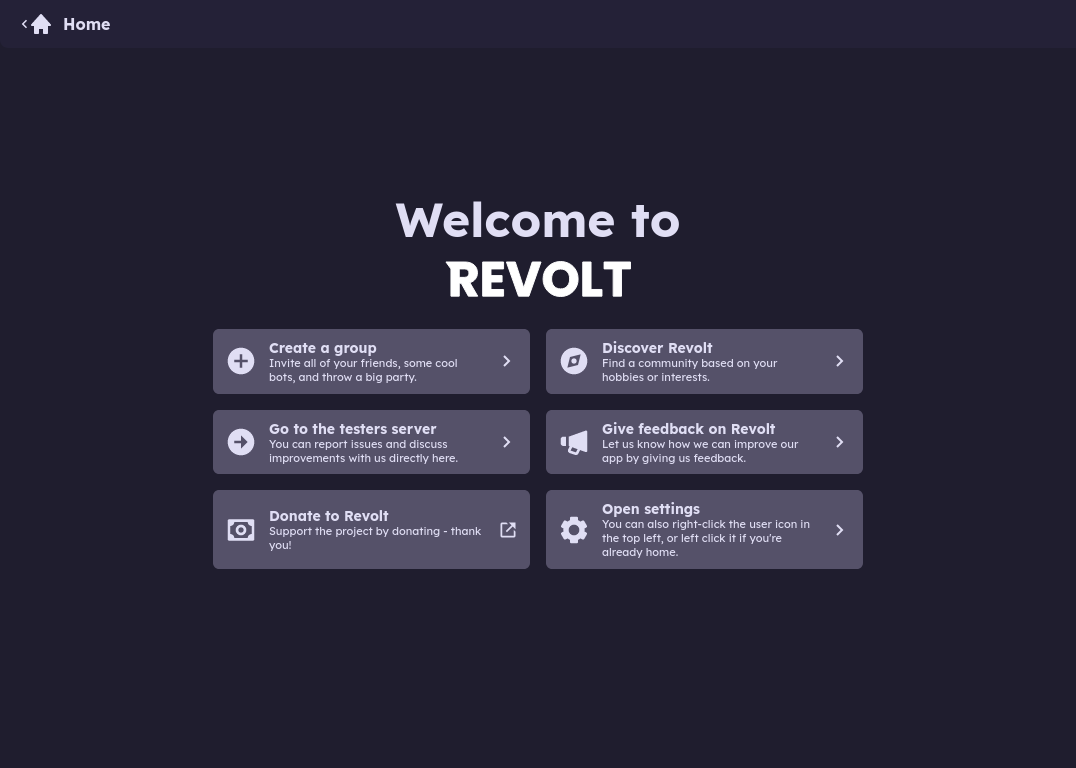 Home
Welcome to
REVOLT
Create a group
Invite all of your friends, some cool
bots, and throw a big party.
Discover Revolt
Find a community based on your
hobbies or interests.
Go to the testers server
You can report issues and discuss
improvements with us directly here.
Give feedback on Revolt
Let us know how we can improve our
app by giving us feedback.
Donate to Revolt
Support the project by donating - thank
you!
Open settings
You can also right-click the user icon in
the top left, or left click it if you're
already home.